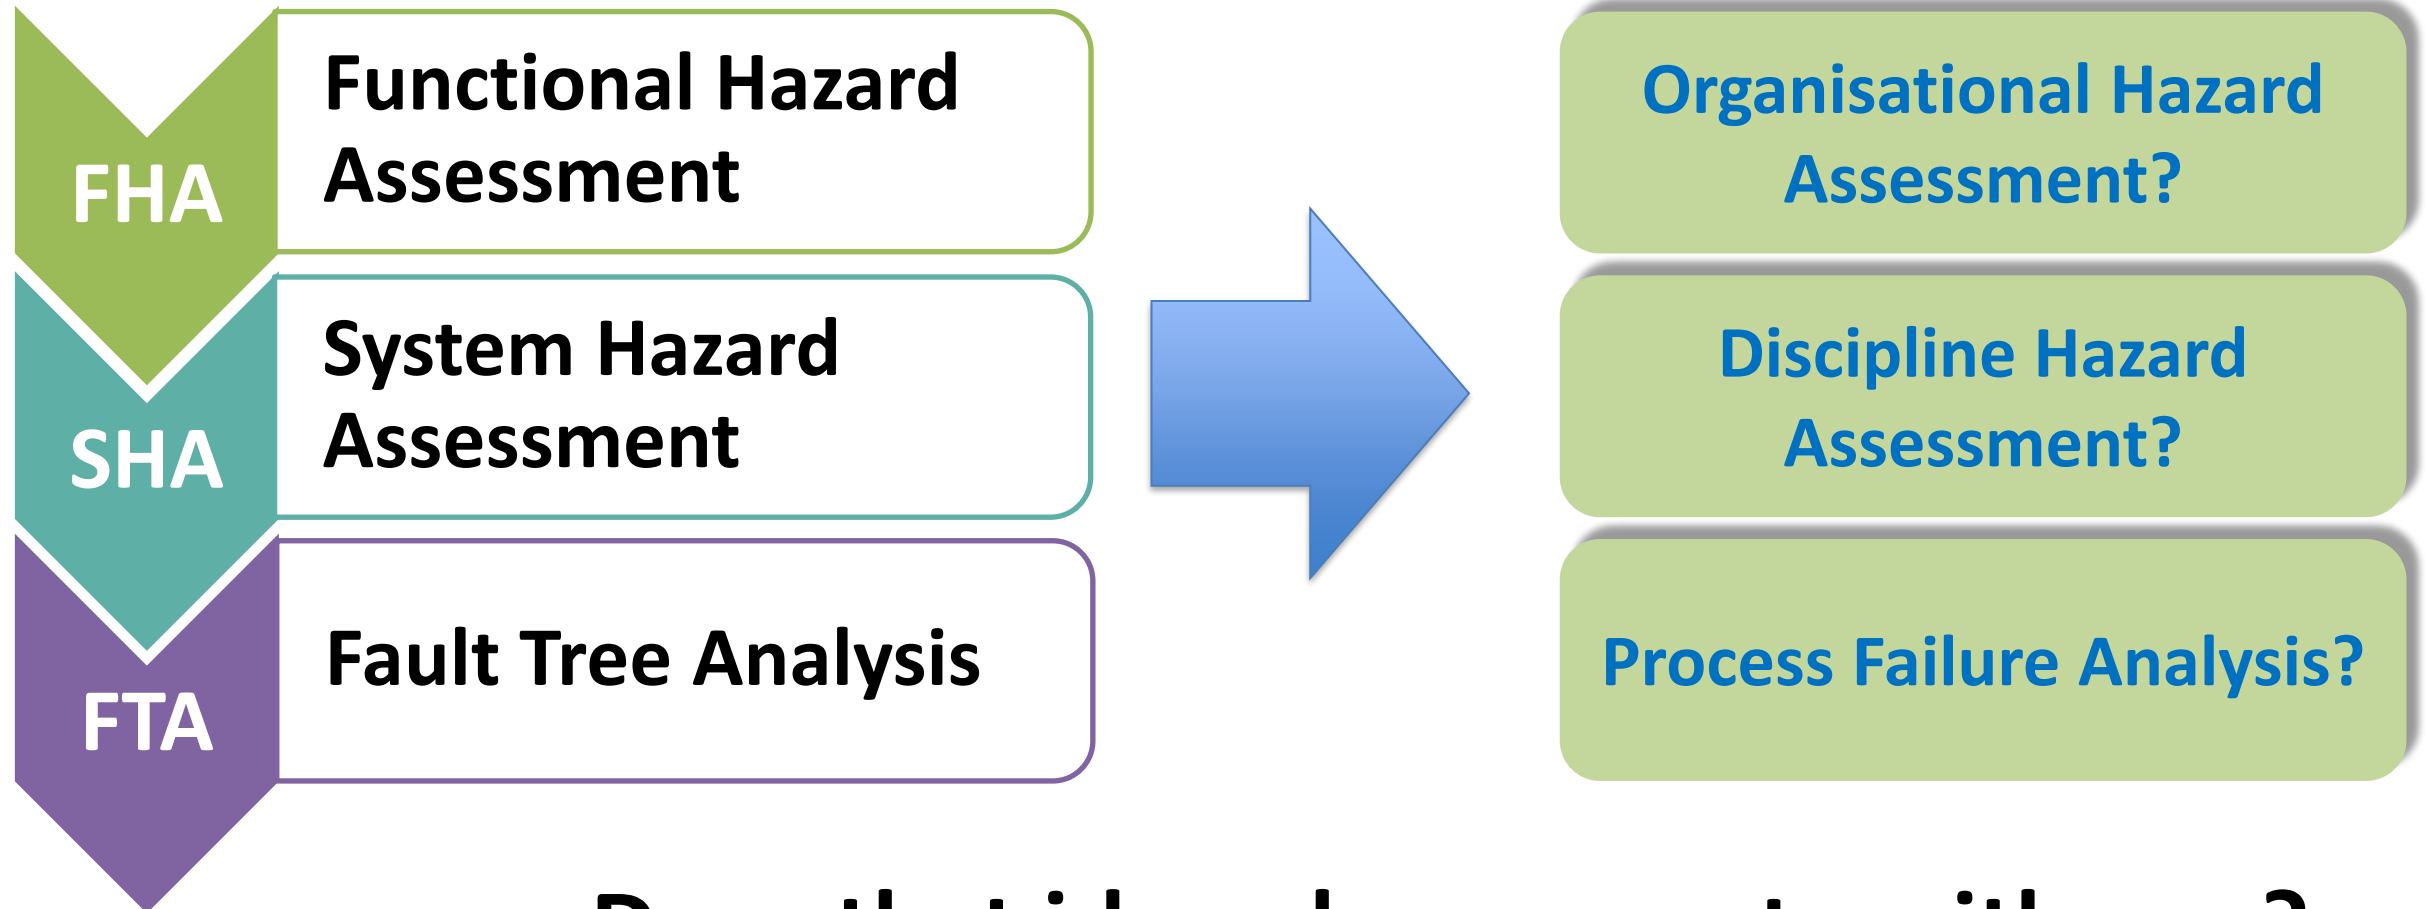 FHA
Functional Hazard
Assessment
SHA
System Hazard
Assessment
FTA
Fault Tree Analysis
Organisational Hazard
Assessment?
Discipline Hazard
Assessment?
Process Failure Analysis?